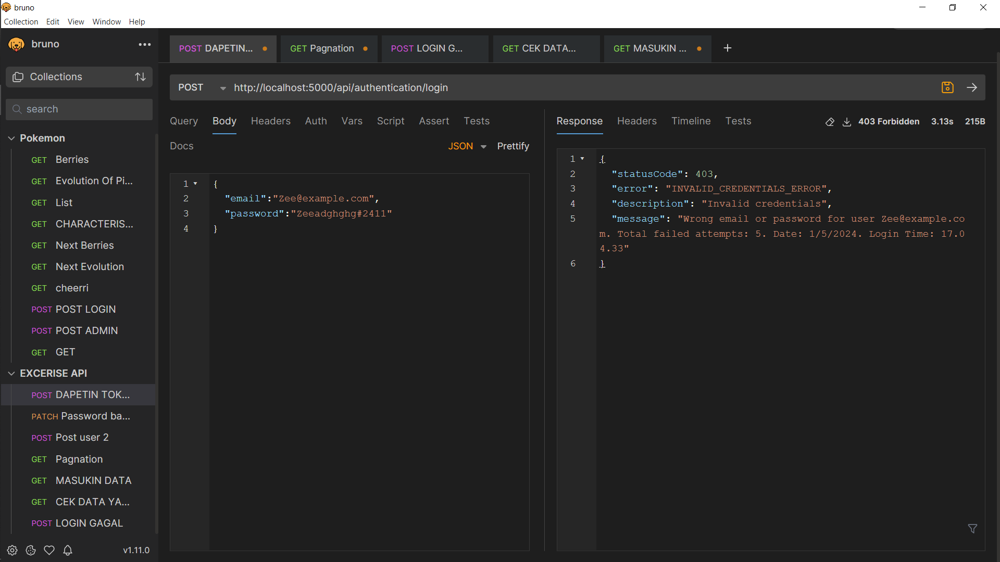 bruno
Collection Edit View Window Help
bruno
Collections
search
Pokemon
GET Berries
GET Evolution Of Pi...
GET List
GET CHARACTERIS...
GET Next Berries
GET Next Evolution
GET cheerri
POST POST LOGIN
POST POST ADMIN
GET GET
EXCERISE API
POST DAPETIN TOK...
PATCH Password ba...
POST Post user 2
GET Pagnation
GET MASUKIN DATA
GET CEK DATA YA...
POST LOGIN GAGAL
v1.11.0
POST DAPETIN... GET Pagnation POST LOGIN G... GET CEK DATA... GET MASUKIN ... +
POST http://localhost:5000/api/authentication/login
Query Body Headers Auth Vars Script Assert Tests
Docs JSON Prettify
1 {
2 "email":"Zee@example.com",
3 "password":"Zeeadghghg#2411"
4 }
Response Headers Timeline Tests 403 Forbidden 3.13s 215B
1 {
2 "statusCode": 403,
3 "error": "INVALID_CREDENTIALS_ERROR",
4 "description": "Invalid credentials",
5 "message": "Wrong email or password for user Zee@example.co
m. Total failed attempts: 5. Date: 1/5/2024. Login Time: 17.0
4.33"
6 }